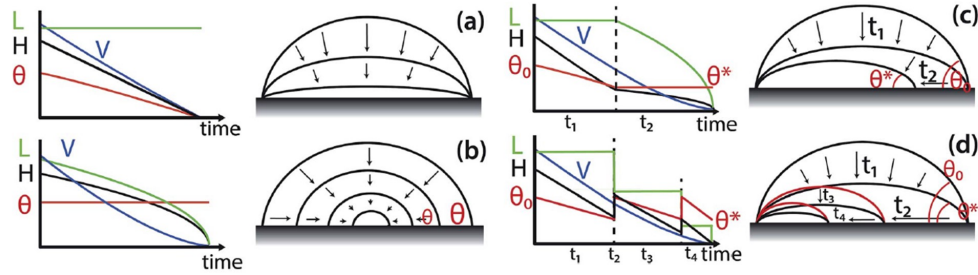 L
H
θ
V
time
(a)
L
H
θ
V
time
(b)
θ
θ
L
H
θ₀
V
θ*
t₁
t₂
time
(c)
t₁
t₂
θ*
θ₀
L
H
θ₀
V
θ*
t₁
t₂
t₃
t₄
time
(d)
t₁
θ₀
t₃
t₄
t₂
θ*